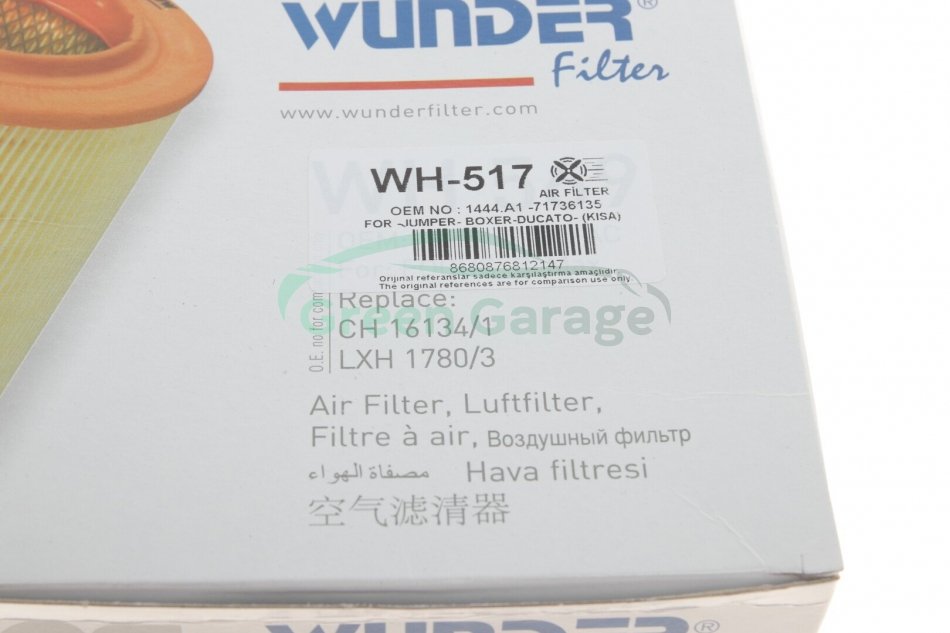 WUNDER®
Filter
www.wunderfilter.com
WH-517
AIR FİLTER
OEM NO : 1444.A1 -71736135
FOR -JUMPER- BOXER-DUCATO- (KISA)
8680876812147
Orijinal referanslar sadece karşılaştırma amaçlıdır.
The original references are for comparison use only.
Green Garage
O.E. no for com
Replace:
CH 16134/1
LXH 1780/3
Air Filter, Luftfilter,
Filtre à air, Воздушный фильтр
مصفاة الهواء Hava filtresi
空气滤清器
WUNDER®